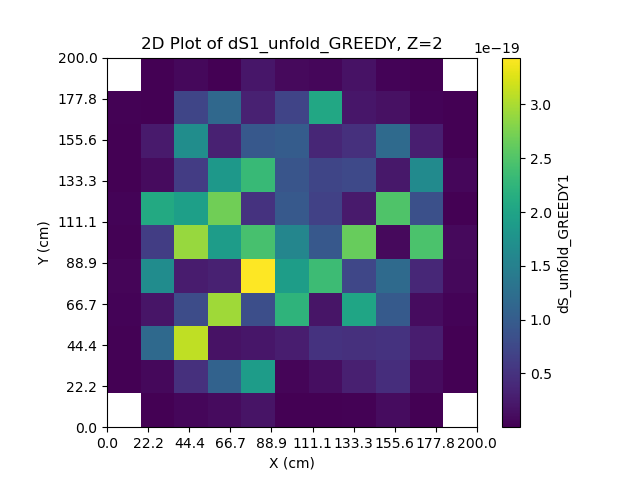 2D Plot of dS1_unfold_GREEDY, Z=2
1e−19
200.0
177.8
155.6
133.3
111.1
88.9
66.7
44.4
22.2
0.0
Y (cm)
0.0 22.2 44.4 66.7 88.9 111.1 133.3 155.6 177.8 200.0
X (cm)
3.0
2.5
2.0
1.5
1.0
0.5
dS_unfold_GREEDY1